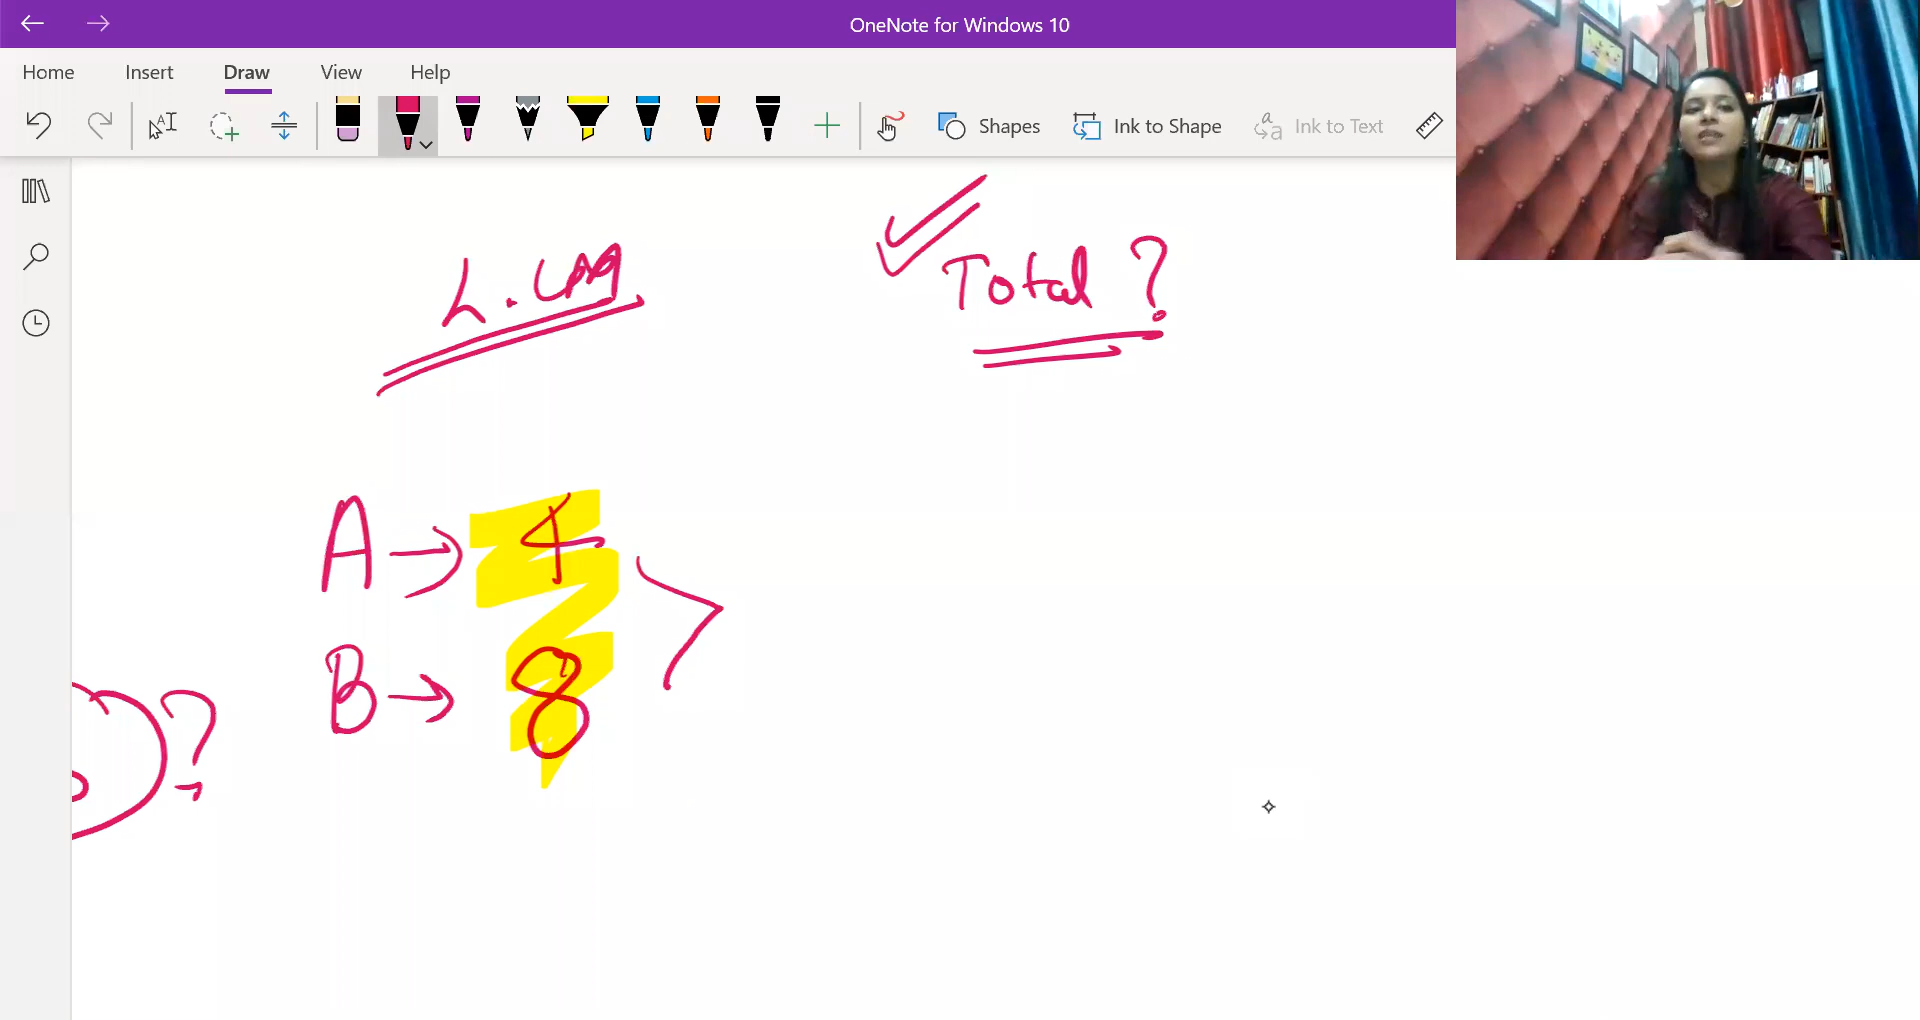 OneNote for Windows 10
Home Insert Draw View Help
Shapes Ink to Shape Ink to Text
L.CM Total ?
A → 4
B → 8
?